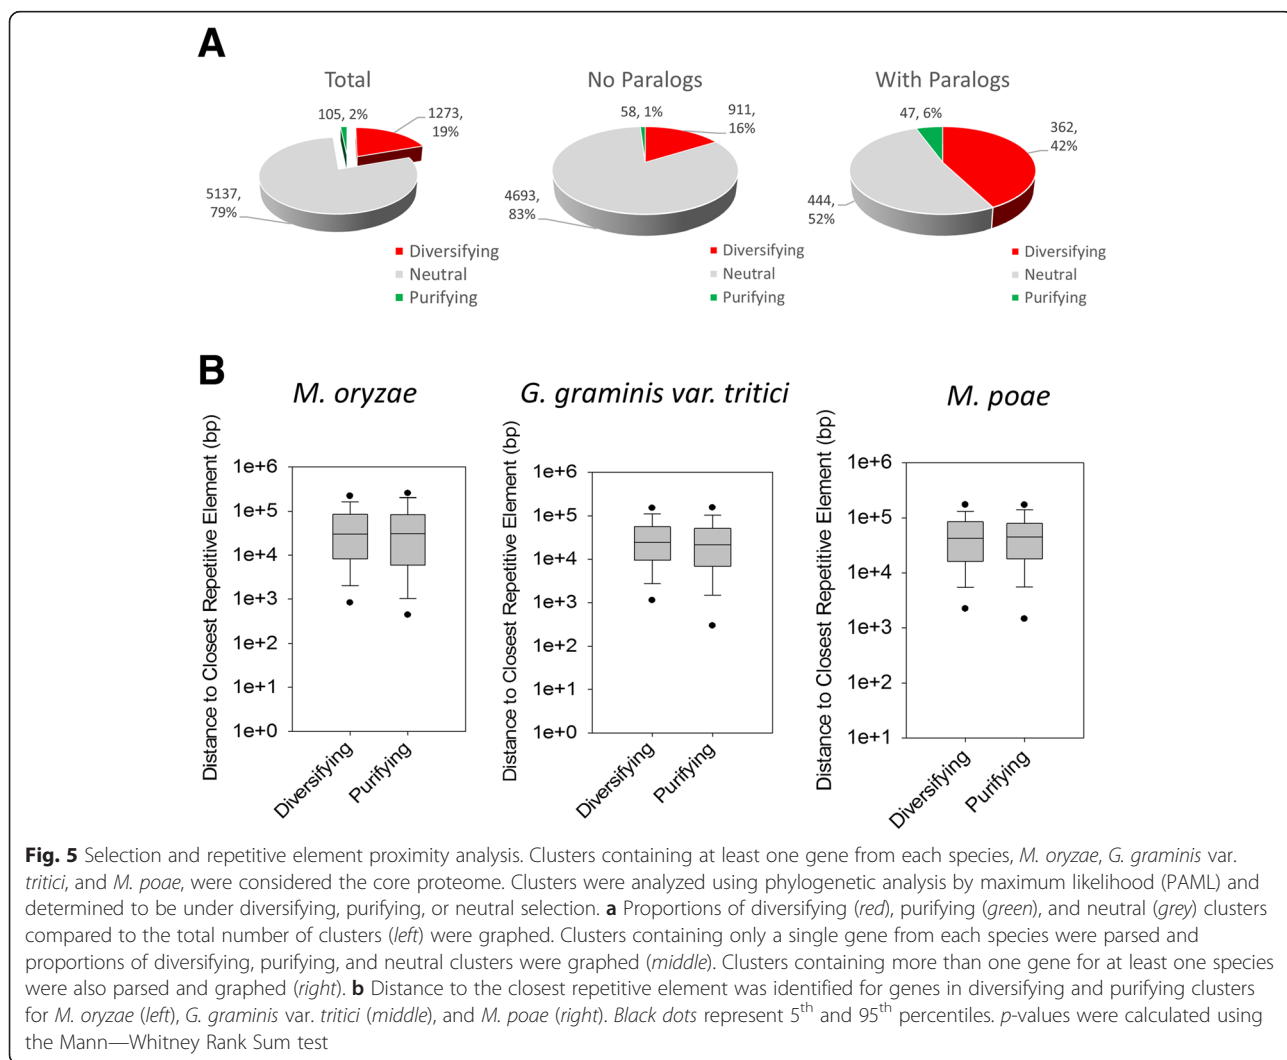 A
Total
No Paralogs
With Paralogs
105, 2%
1273,
19%
5137,
79%
58, 1%
911,
16%
4693,
83%
47, 6%
362,
42%
444,
52%
Diversifying
Neutral
Purifying
Diversifying
Neutral
Purifying
Diversifying
Neutral
Purifying
B
M. oryzae
Distance to Closest Repetitive Element (bp)
1e+6
1e+5
1e+4
1e+3
1e+2
1e+1
1e+0
Diversifying
Purifying
G. graminis var. tritici
Distance to Closest Repetitive Element (bp)
1e+6
1e+5
1e+4
1e+3
1e+2
1e+1
1e+0
Diversifying
Purifying
M. poae
Distance to Closest Repetitive Element (bp)
1e+6
1e+5
1e+4
1e+3
1e+2
1e+1
Diversifying
Purifying
Fig. 5 Selection and repetitive element proximity analysis. Clusters containing at least one gene from each species, M. oryzae, G. graminis var.
tritici, and M. poae, were considered the core proteome. Clusters were analyzed using phylogenetic analysis by maximum likelihood (PAML) and
determined to be under diversifying, purifying, or neutral selection. a Proportions of diversifying (red), purifying (green), and neutral (grey) clusters
compared to the total number of clusters (left) were graphed. Clusters containing only a single gene from each species were parsed and
proportions of diversifying, purifying, and neutral clusters were graphed (middle). Clusters containing more than one gene for at least one species
were also parsed and graphed (right). b Distance to the closest repetitive element was identified for genes in diversifying and purifying clusters
for M. oryzae (left), G. graminis var. tritici (middle), and M. poae (right). Black dots represent 5th and 95th percentiles. p-values were calculated using
the Mann—Whitney Rank Sum test